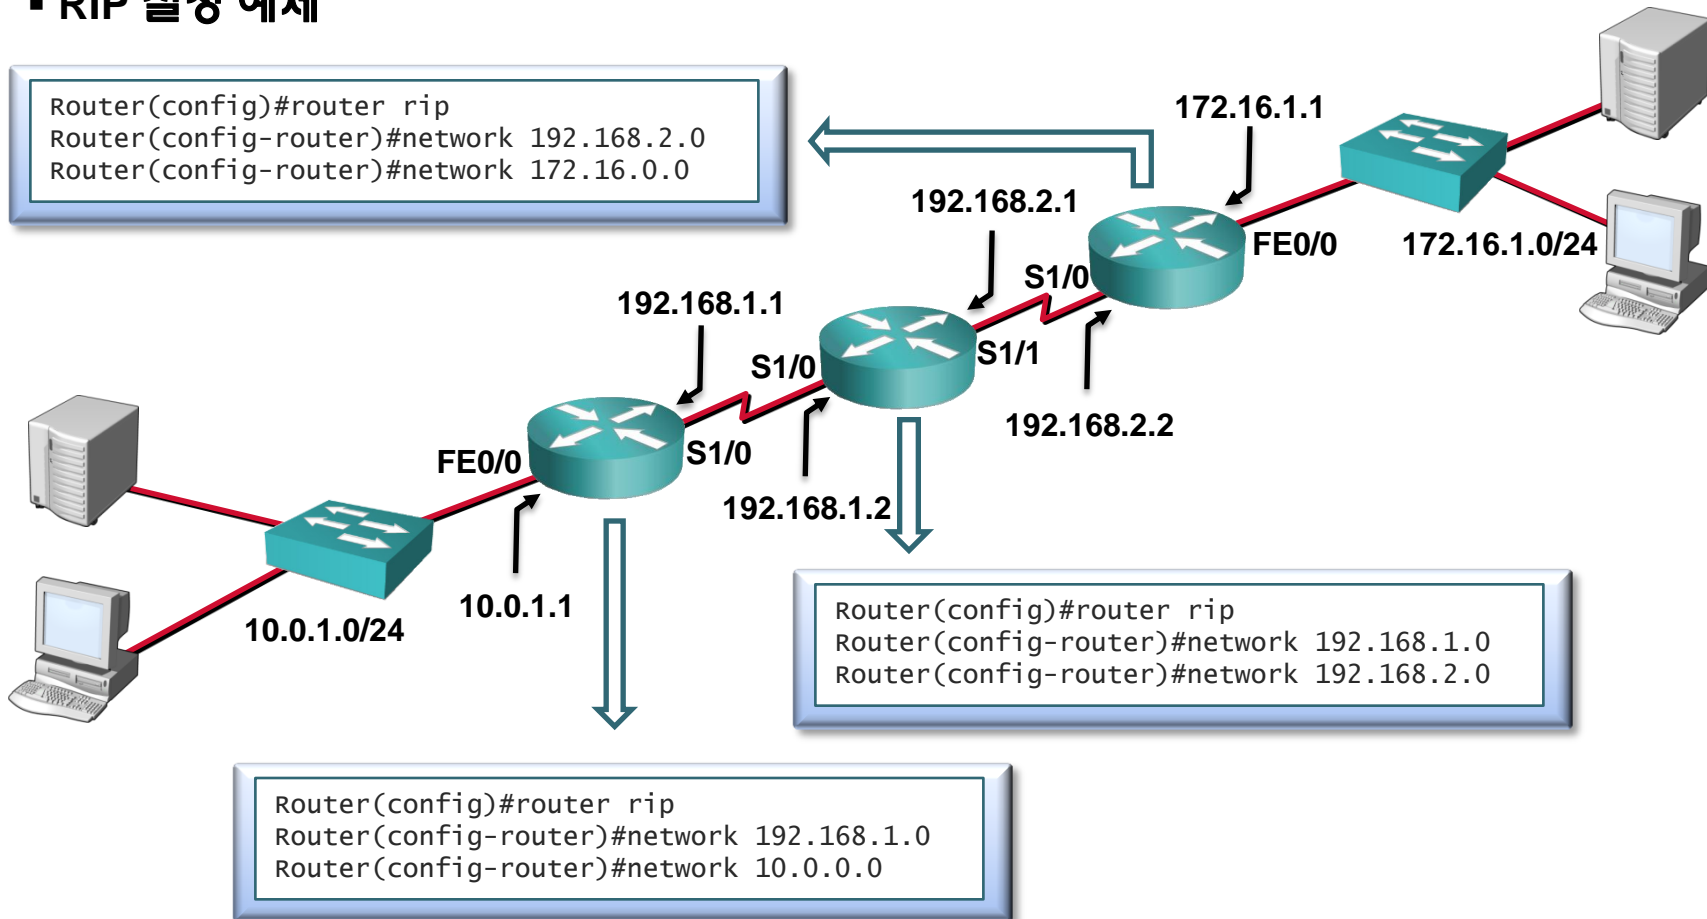 ▪ RIP 설정 예제
Router(config)#router rip
Router(config-router)#network 192.168.2.0
Router(config-router)#network 172.16.0.0
172.16.1.1
192.168.2.1
FE0/0
172.16.1.0/24
S1/0
192.168.1.1
S1/1
S1/0
192.168.2.2
FE0/0
S1/0
192.168.1.2
10.0.1.1
10.0.1.0/24
Router(config)#router rip
Router(config-router)#network 192.168.1.0
Router(config-router)#network 192.168.2.0
Router(config)#router rip
Router(config-router)#network 192.168.1.0
Router(config-router)#network 10.0.0.0